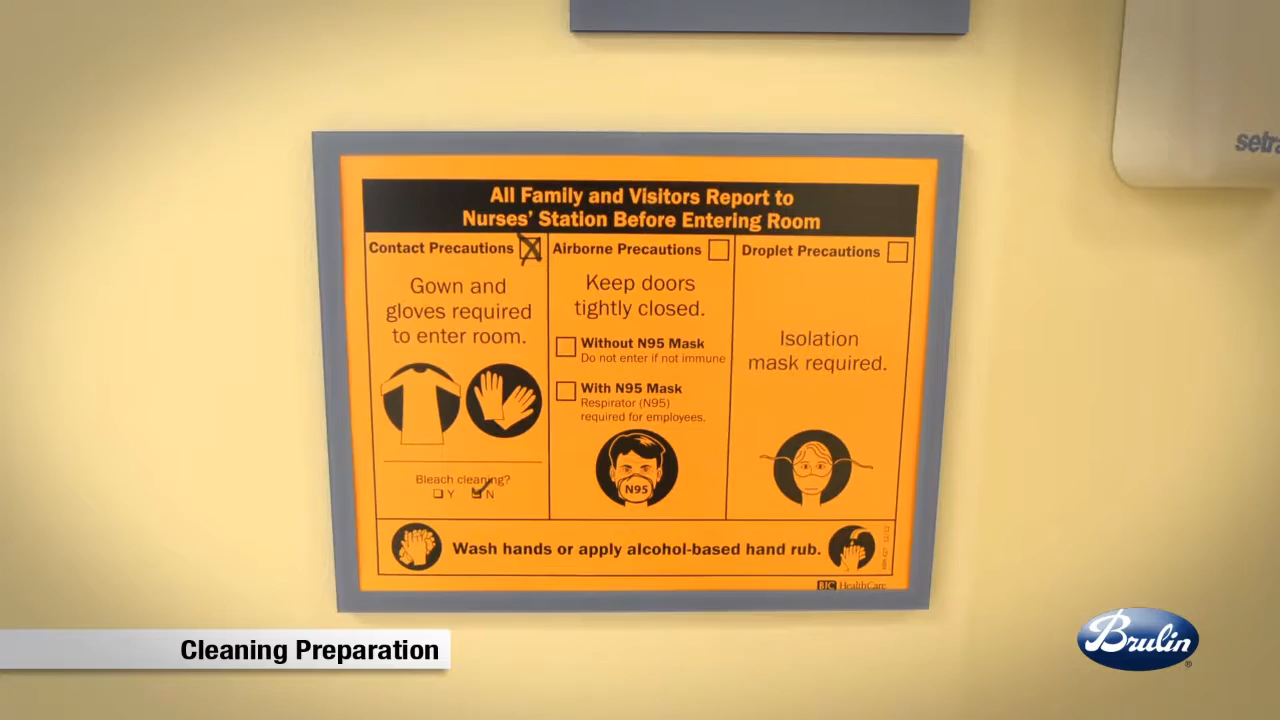 setra
All Family and Visitors Report to
Nurses' Station Before Entering Room
Contact Precautions
Gown and
gloves required
to enter room.
Bleach cleaning?
Y N
Airborne Precautions
Keep doors
tightly closed.
Without N95 Mask
Do not enter if not immune
With N95 Mask
Respirator (N95)
required for employees.
N95
Droplet Precautions
Isolation
mask required.
Wash hands or apply alcohol-based hand rub.
BJC HealthCare
Cleaning Preparation
Brulin